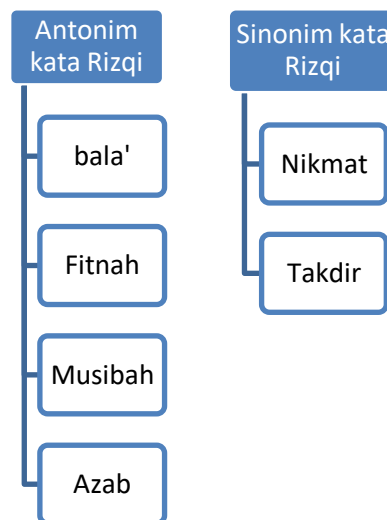 Antonim
kata Rizqi
bala'
Fitnah
Musibah
Azab
Sinonim kata
Rizqi
Nikmat
Takdir